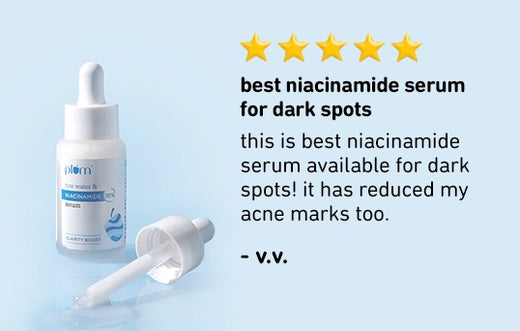 best niacinamide serum
for dark spots
this is best niacinamide
serum available for dark
spots! it has reduced my
acne marks too.
- v.v.
plum
rice water &
NIACINAMIDE 10%
serum
CLARITY BOOST